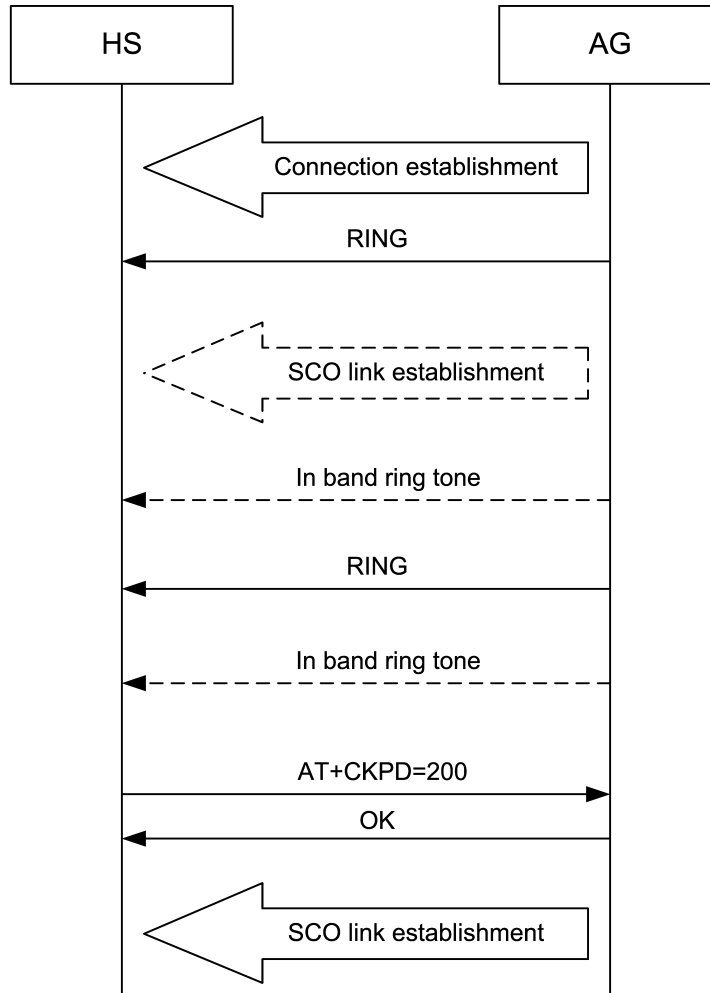 HS
AG
Connection establishment
RING
SCO link establishment
In band ring tone
RING
In band ring tone
AT+CKPD=200
OK
SCO link establishment